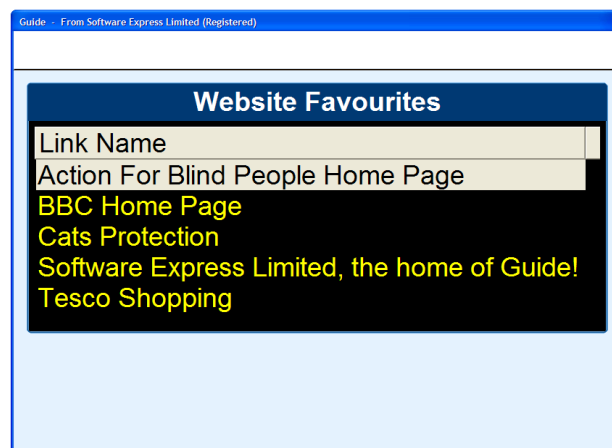 Guide - From Software Express Limited (Registered)
Website Favourites
Link Name
Action For Blind People Home Page
BBC Home Page
Cats Protection
Software Express Limited, the home of Guide!
Tesco Shopping